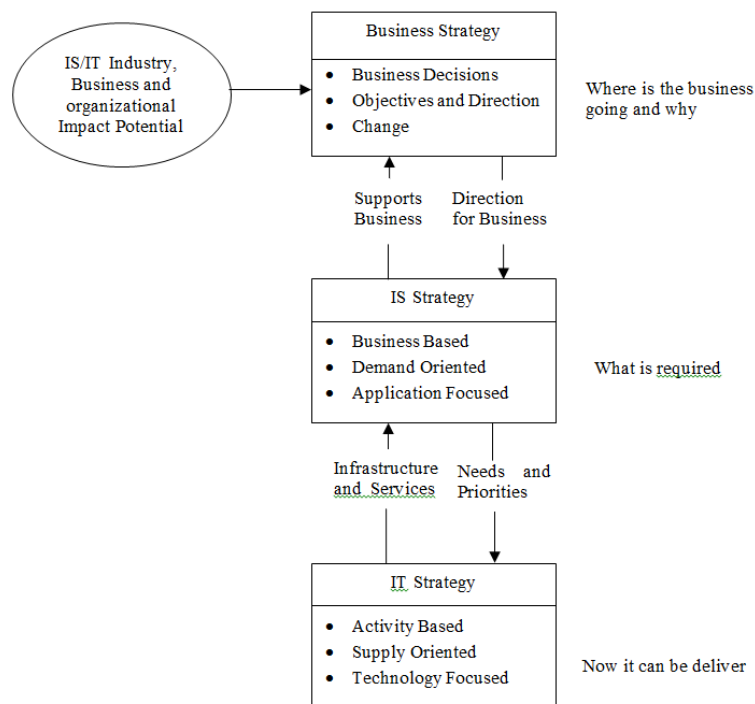 Business Strategy
IS/IT Industry,
Business and
organizational
Impact Potential
• Business Decisions
• Objectives and Direction
• Change
Where is the business
going and why
Supports
Business
Direction
for Business
IS Strategy
• Business Based
• Demand Oriented
• Application Focused
What is required
Infrastructure
and Services
Needs and
Priorities
IT Strategy
• Activity Based
• Supply Oriented
• Technology Focused
Now it can be deliver